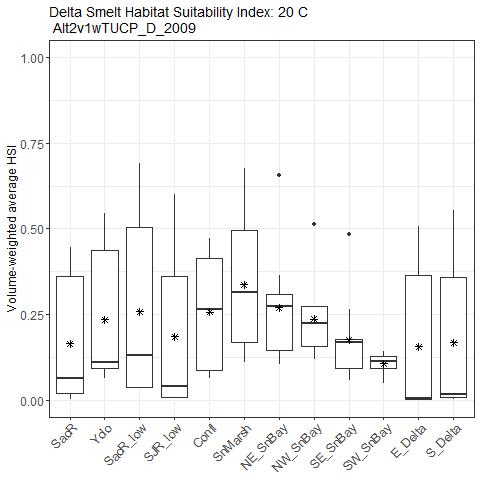 Delta Smelt Habitat Suitability Index: 20 C
Alt2v1wTUCP_D_2009
Volume-weighted average HSI
1.00
0.75
0.50
0.25
0.00
SacR
Yolo
SacR_low
SJR_low
Confl
SnMarsh
NE_SnBay
NW_SnBay
SE_SnBay
SW_SnBay
E_Delta
S_Delta